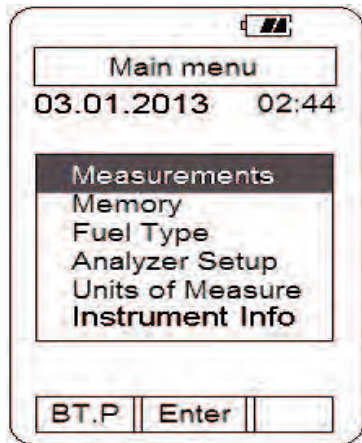 Main menu
03.01.2013 02:44
Measurements
Memory
Fuel Type
Analyzer Setup
Units of Measure
Instrument Info
BT.P Enter